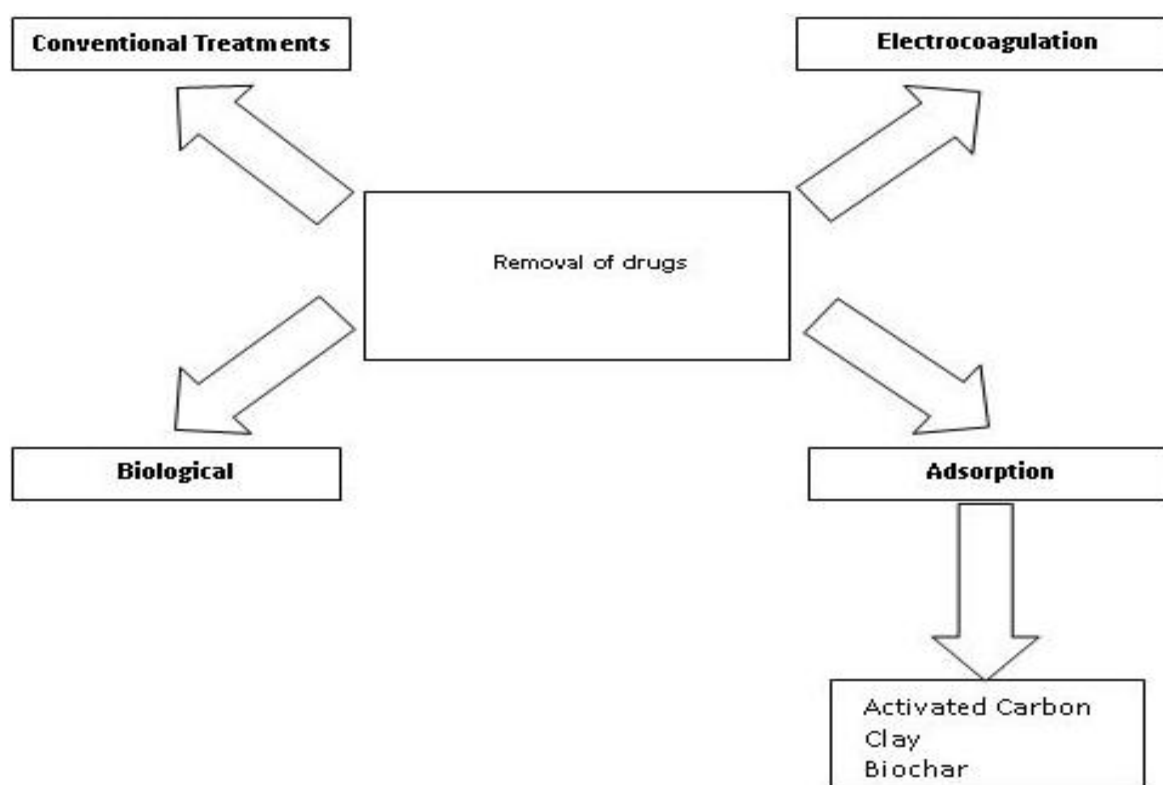 Conventional Treatments
Electrocoagulation
Removal of drugs
Biological
Adsorption
Activated Carbon
Clay
Biochar